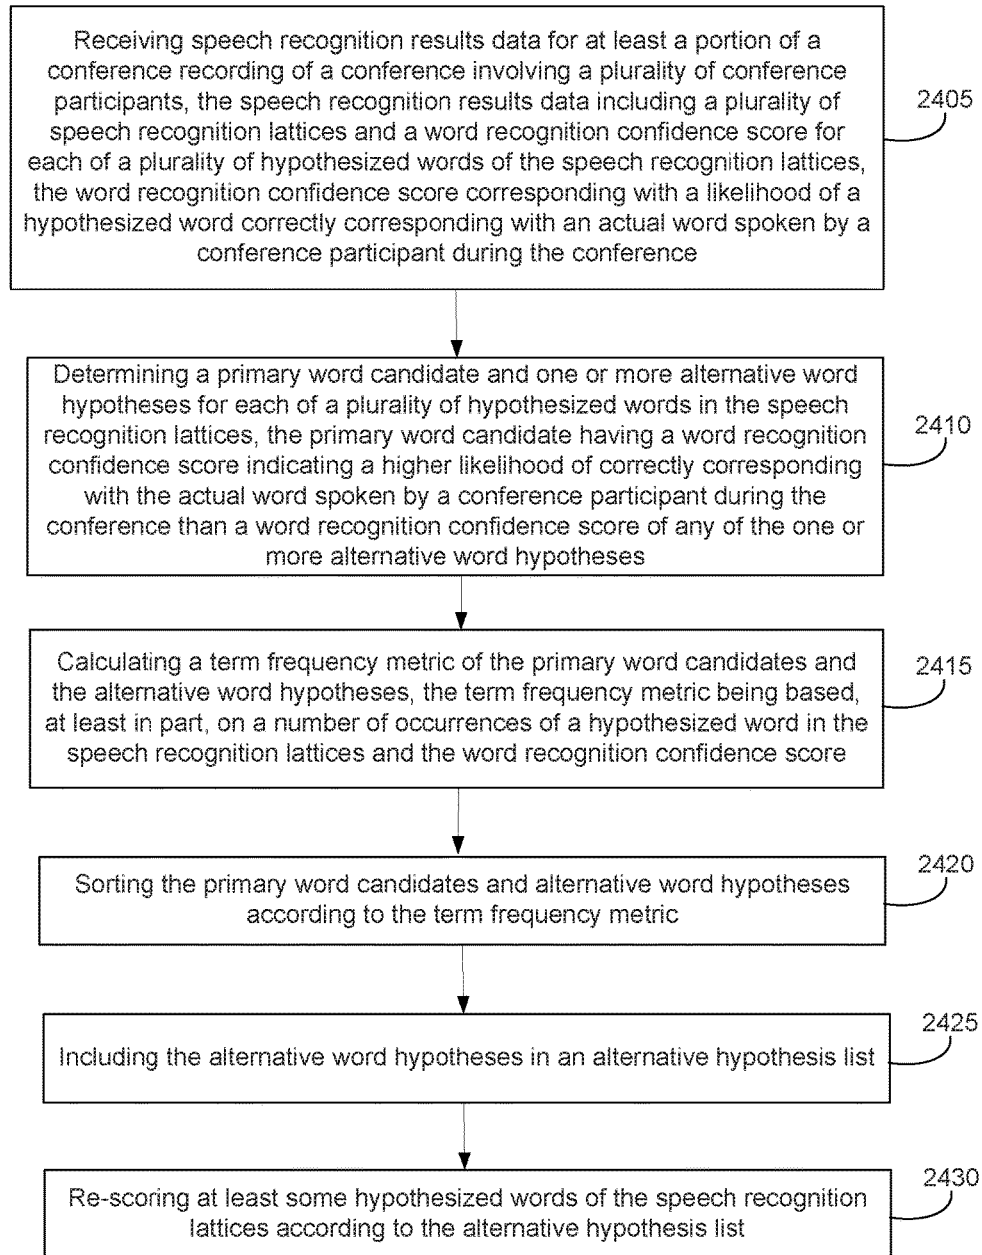 Receiving speech recognition results data for at least a portion of a
conference recording of a conference involving a plurality of conference
participants, the speech recognition results data including a plurality of
speech recognition lattices and a word recognition confidence score for
each of a plurality of hypothesized words of the speech recognition lattices,
the word recognition confidence score corresponding with a likelihood of a
hypothesized word correctly corresponding with an actual word spoken by a
conference participant during the conference
2405
Determining a primary word candidate and one or more alternative word
hypotheses for each of a plurality of hypothesized words in the speech
recognition lattices, the primary word candidate having a word recognition
confidence score indicating a higher likelihood of correctly corresponding
with the actual word spoken by a conference participant during the
conference than a word recognition confidence score of any of the one or
more alternative word hypotheses
2410
Calculating a term frequency metric of the primary word candidates and
the alternative word hypotheses, the term frequency metric being based,
at least in part, on a number of occurrences of a hypothesized word in the
speech recognition lattices and the word recognition confidence score
2415
Sorting the primary word candidates and alternative word hypotheses
according to the term frequency metric
2420
Including the alternative word hypotheses in an alternative hypothesis list
2425
Re-scoring at least some hypothesized words of the speech recognition
lattices according to the alternative hypothesis list
2430